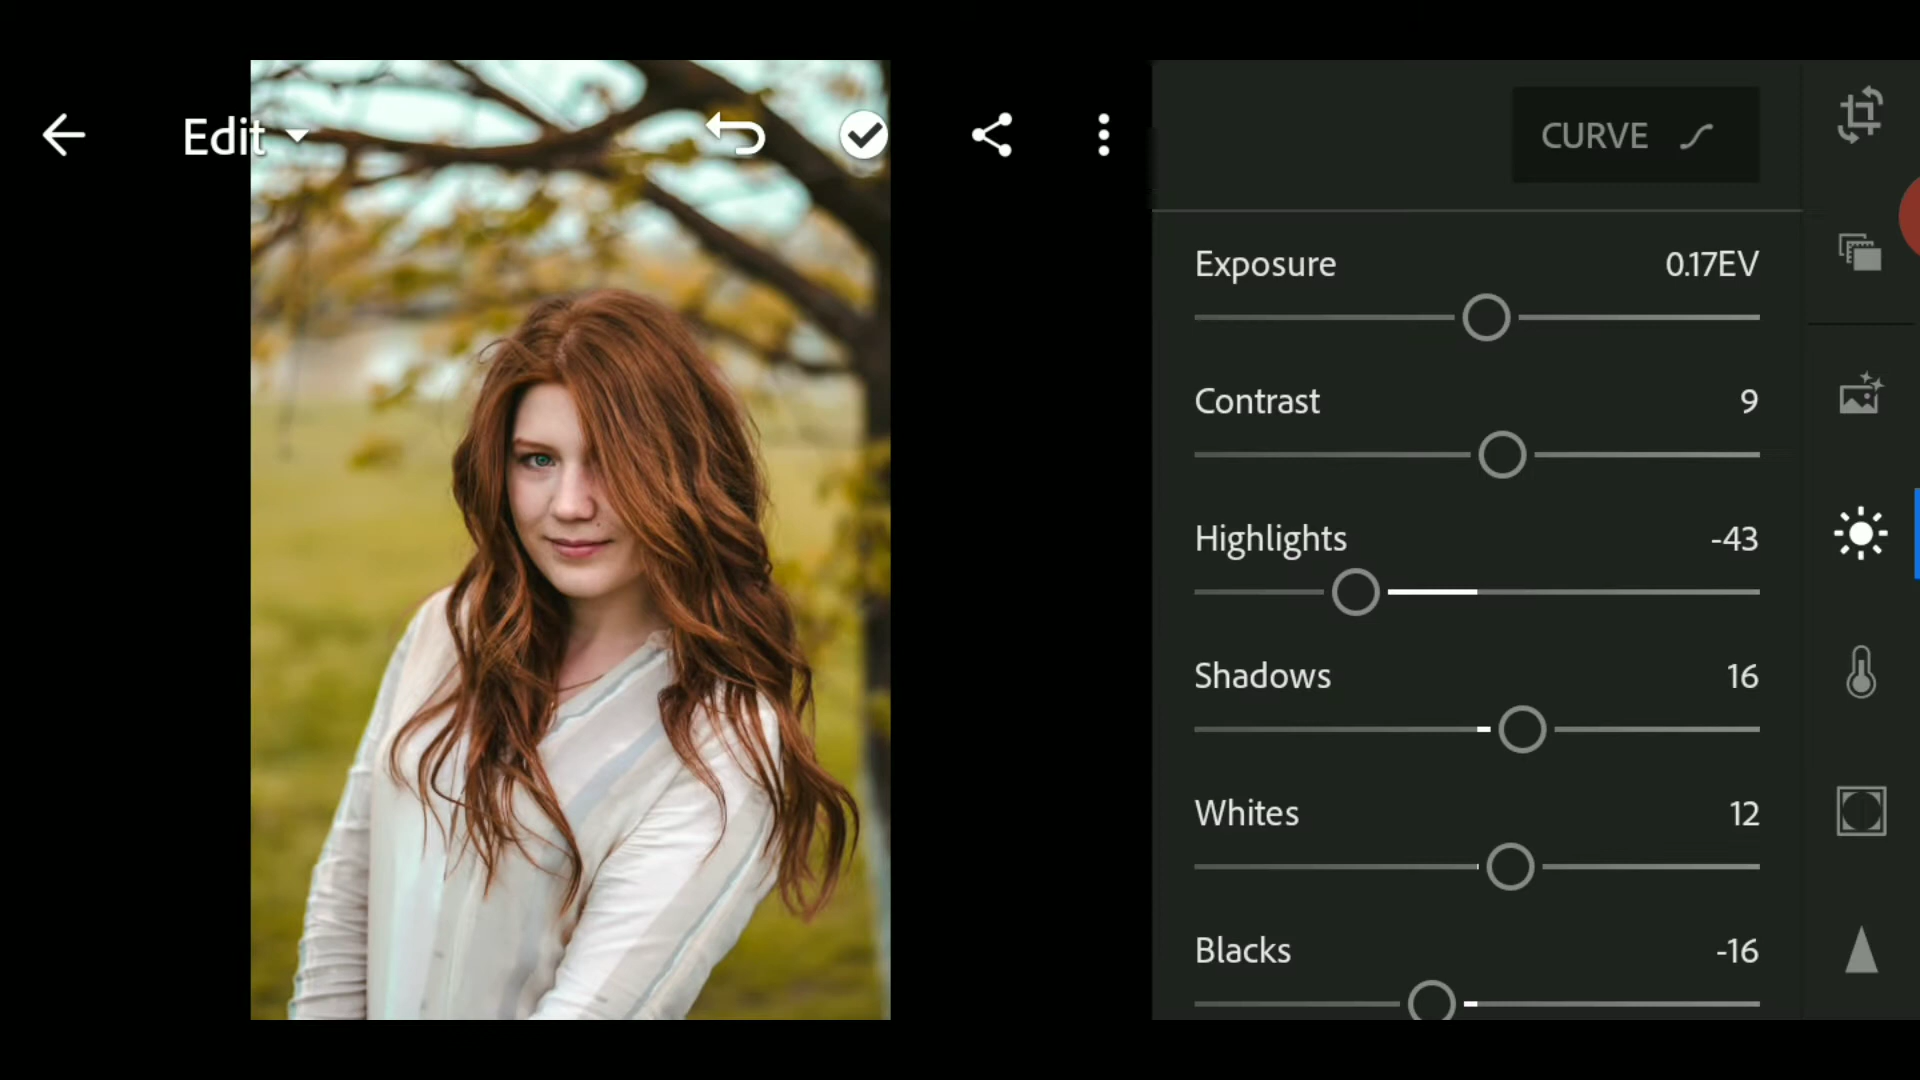 Edit
CURVE
Exposure 0.17EV
Contrast 9
Highlights -43
Shadows 16
Whites 12
Blacks -16